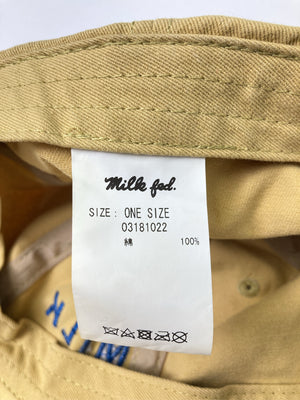 Milk fed.
SIZE: ONE SIZE
03181022
綿 100%